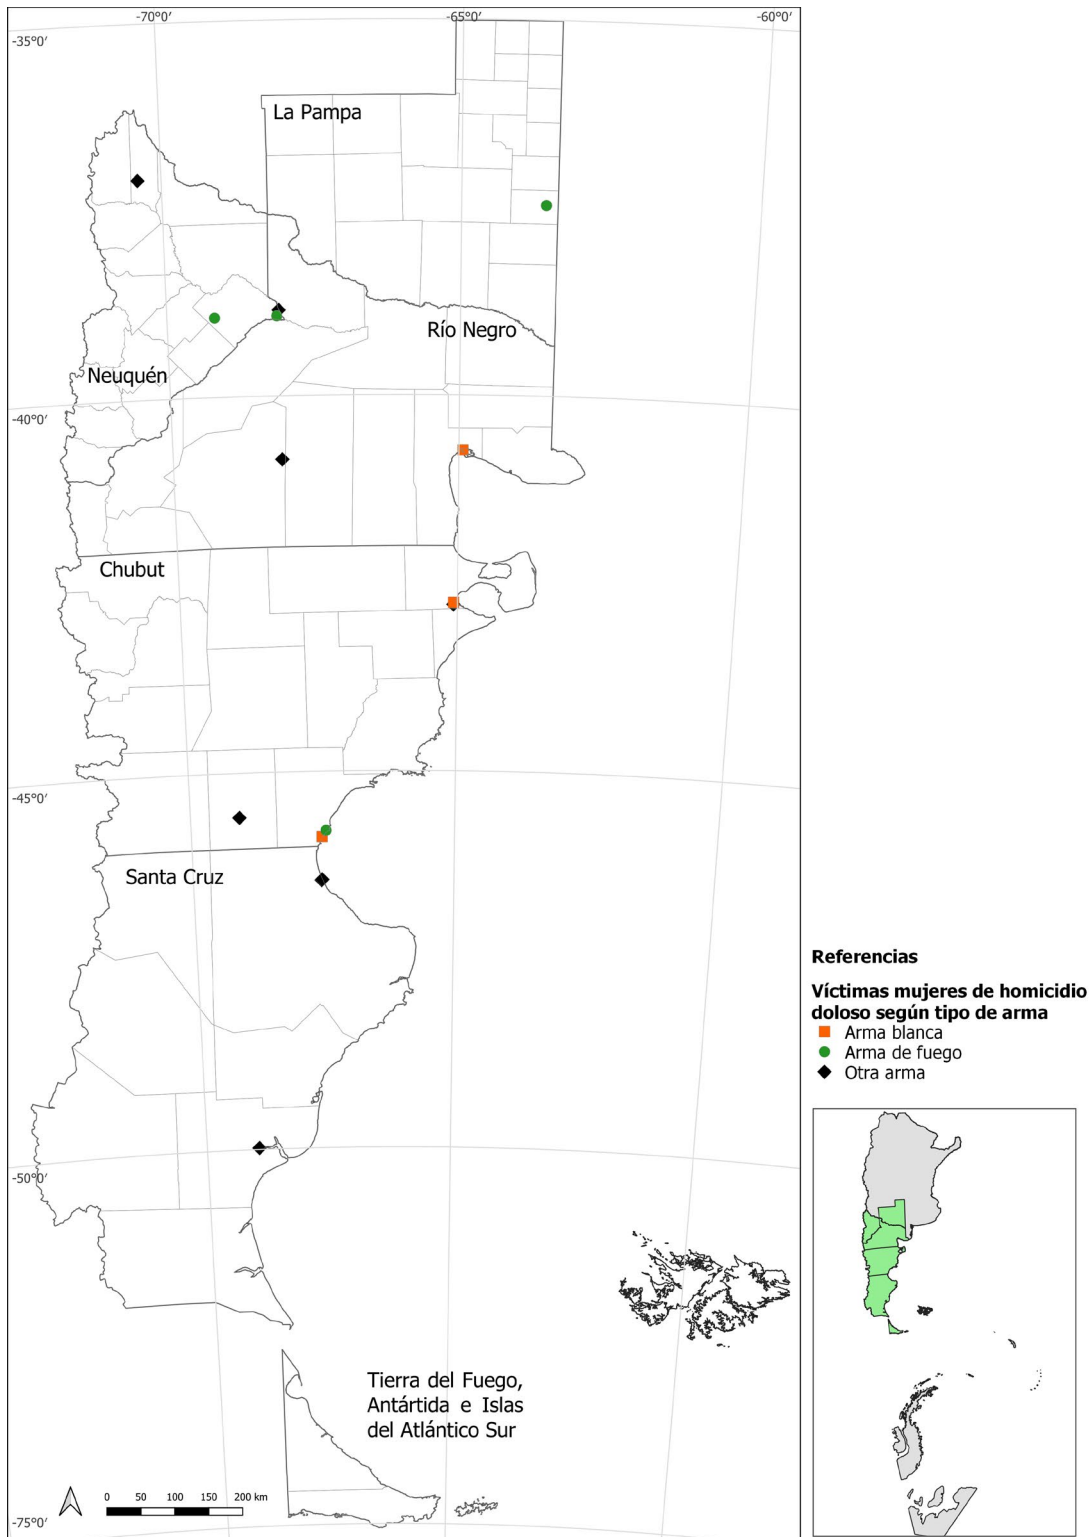 -70°0′
-65°0′
-60°0′
-35°0′
La Pampa
Río Negro
Neuquén
-40°0′
Chubut
-45°0′
Santa Cruz
-50°0′
Tierra del Fuego,
Antártida e Islas
del Atlántico Sur
0 50 100 150 200 km
-75°0′
Referencias
Víctimas mujeres de homicidio
doloso según tipo de arma
Arma blanca
Arma de fuego
Otra arma